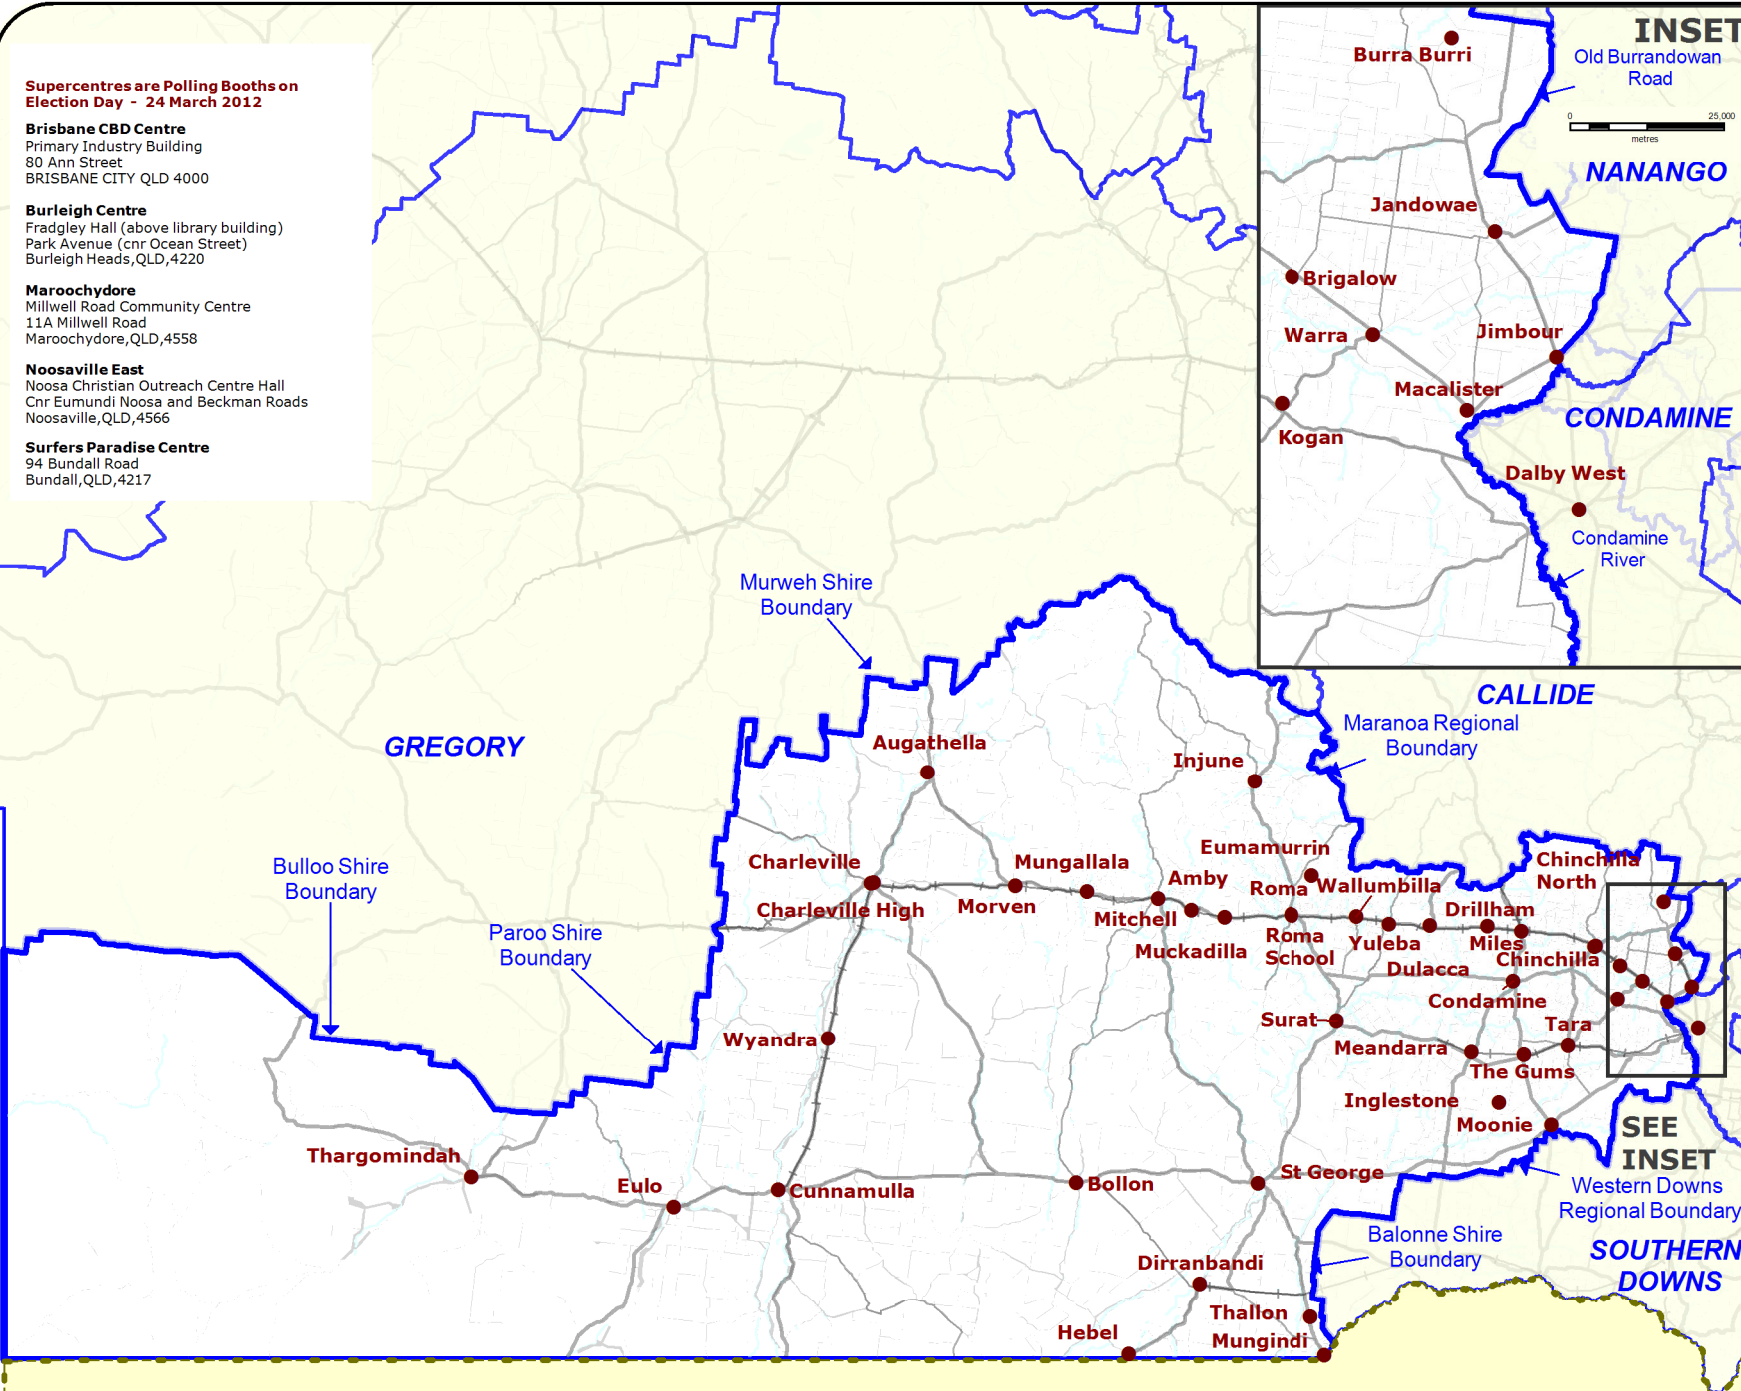 Supercentres are Polling Booths on
Election Day - 24 March 2012
Brisbane CBD Centre
Primary Industry Building
80 Ann Street
BRISBANE CITY QLD 4000
Burleigh Centre
Fradgley Hall (above library building)
Park Avenue (cnr Ocean Street)
Burleigh Heads,QLD,4220
Maroochydore
Millwell Road Community Centre
11A Millwell Road
Maroochydore,QLD,4558
Noosaville East
Noosa Christian Outreach Centre Hall
Cnr Eumundi Noosa and Beckman Roads
Noosaville,QLD,4566
Surfers Paradise Centre
94 Bundall Road
Bundall,QLD,4217
INSET
Burra Burri
Old Burrandowan
Road
0
25,000
metres
NANANGO
Jandowae
Brigalow
Warra
Jimbour
Macalister
CONDAMINE
Kogan
Dalby West
Condamine
River
Murweh Shire
Boundary
CALLIDE
Maranoa Regional
Boundary
GREGORY
Augathella
Injune
Eumamurrin
Charleville
Mungallala
Amby
Roma
Wallumbilla
Chinchilla
North
Bulloo Shire
Boundary
Charleville High
Morven
Mitchell
Drillham
Paroo Shire
Boundary
Muckadilla
Roma
School
Yuleba
Miles
Chinchilla
Dulacca
Condamine
Surat
Tara
Wyandra
Meandarra
The Gums
Inglestone
Moonie
SEE
INSET
Thargomindah
Eulo
Cunnamulla
Bollon
St George
Western Downs
Regional Boundary
Balonne Shire
Boundary
SOUTHERN
DOWNS
Dirranbandi
Thallon
Hebel
Mungindi